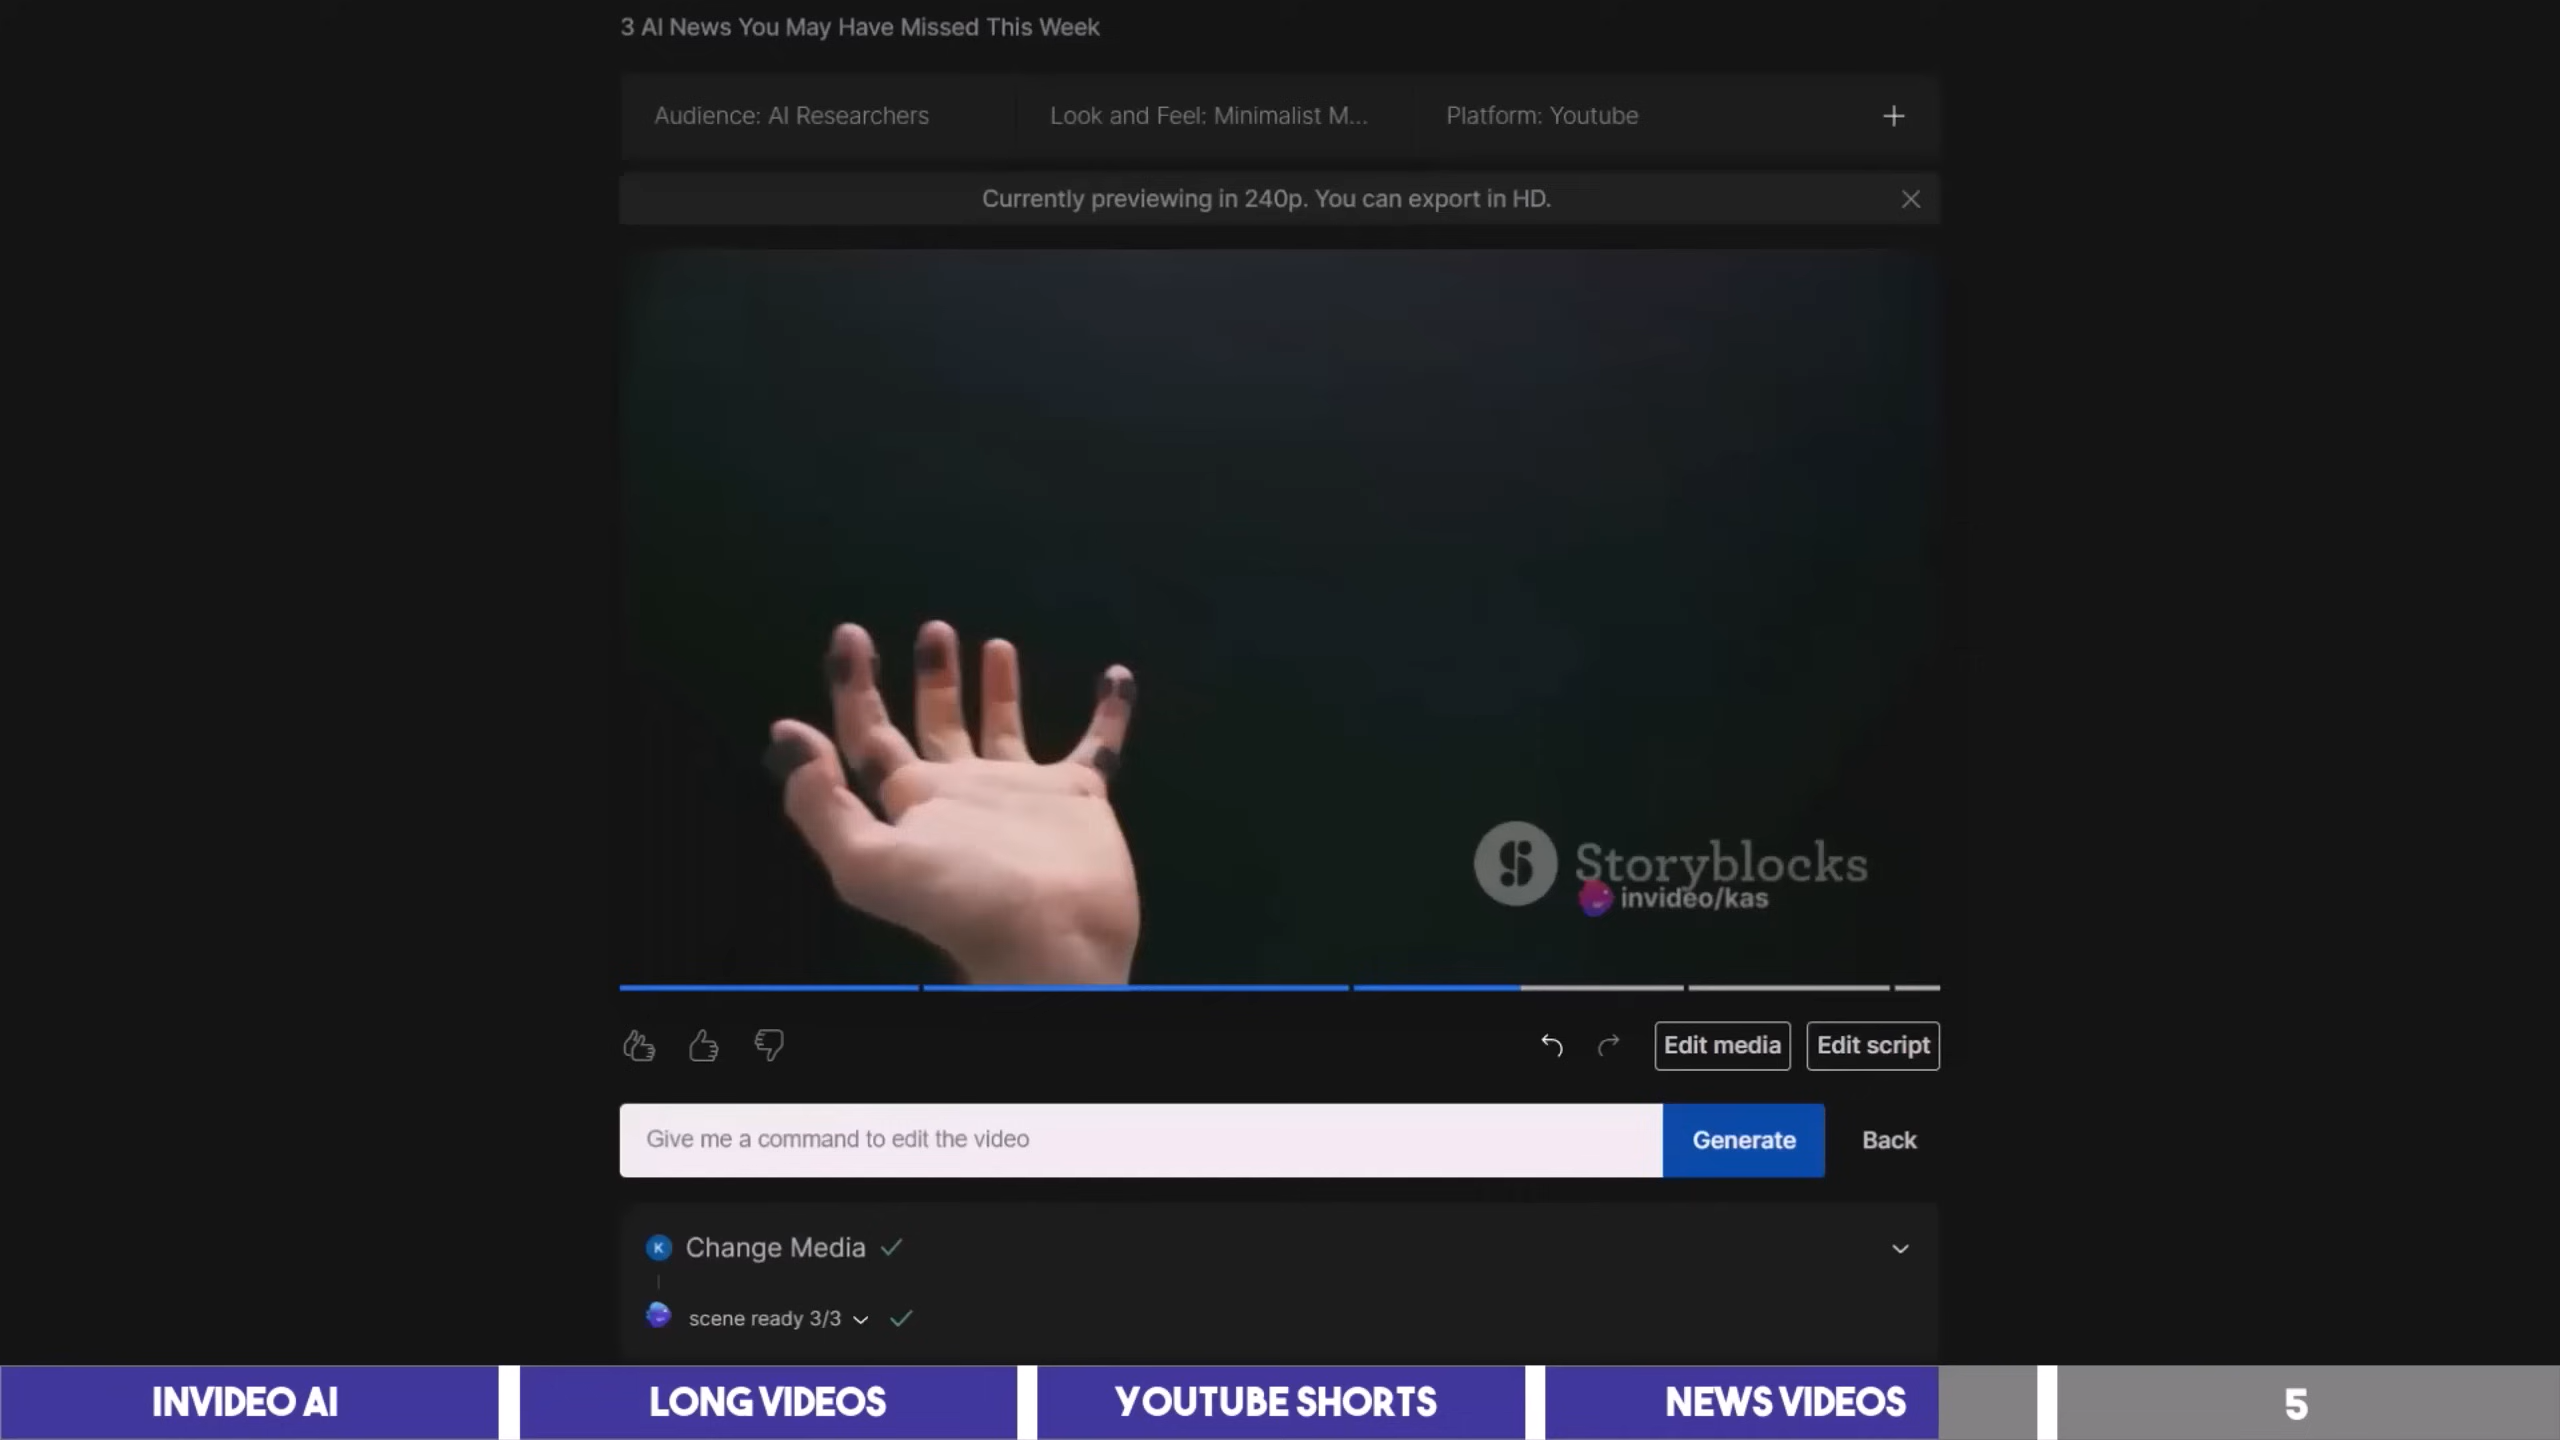 3 AI News You May Have Missed This Week
Audience: AI Researchers
Look and Feel: Minimalist M...
Platform: Youtube
Currently previewing in 240p. You can export in HD.
Storyblocks
invideo/kas
Edit media
Edit script
Give me a command to edit the video
Generate
Back
K
Change Media
scene ready 3/3
INVIDEO AI
LONG VIDEOS
YOUTUBE SHORTS
NEWS VIDEOS
5